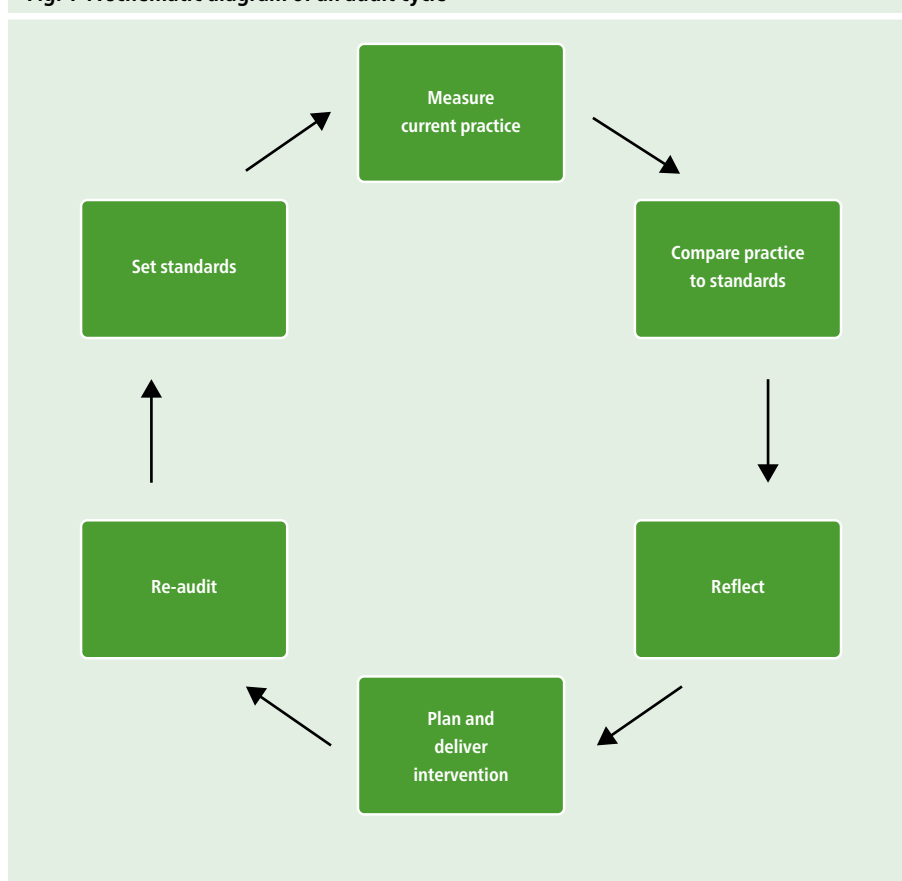 Measure
current practice
Set standards
Compare practice
to standards
Re-audit
Reflect
Plan and
deliver
intervention